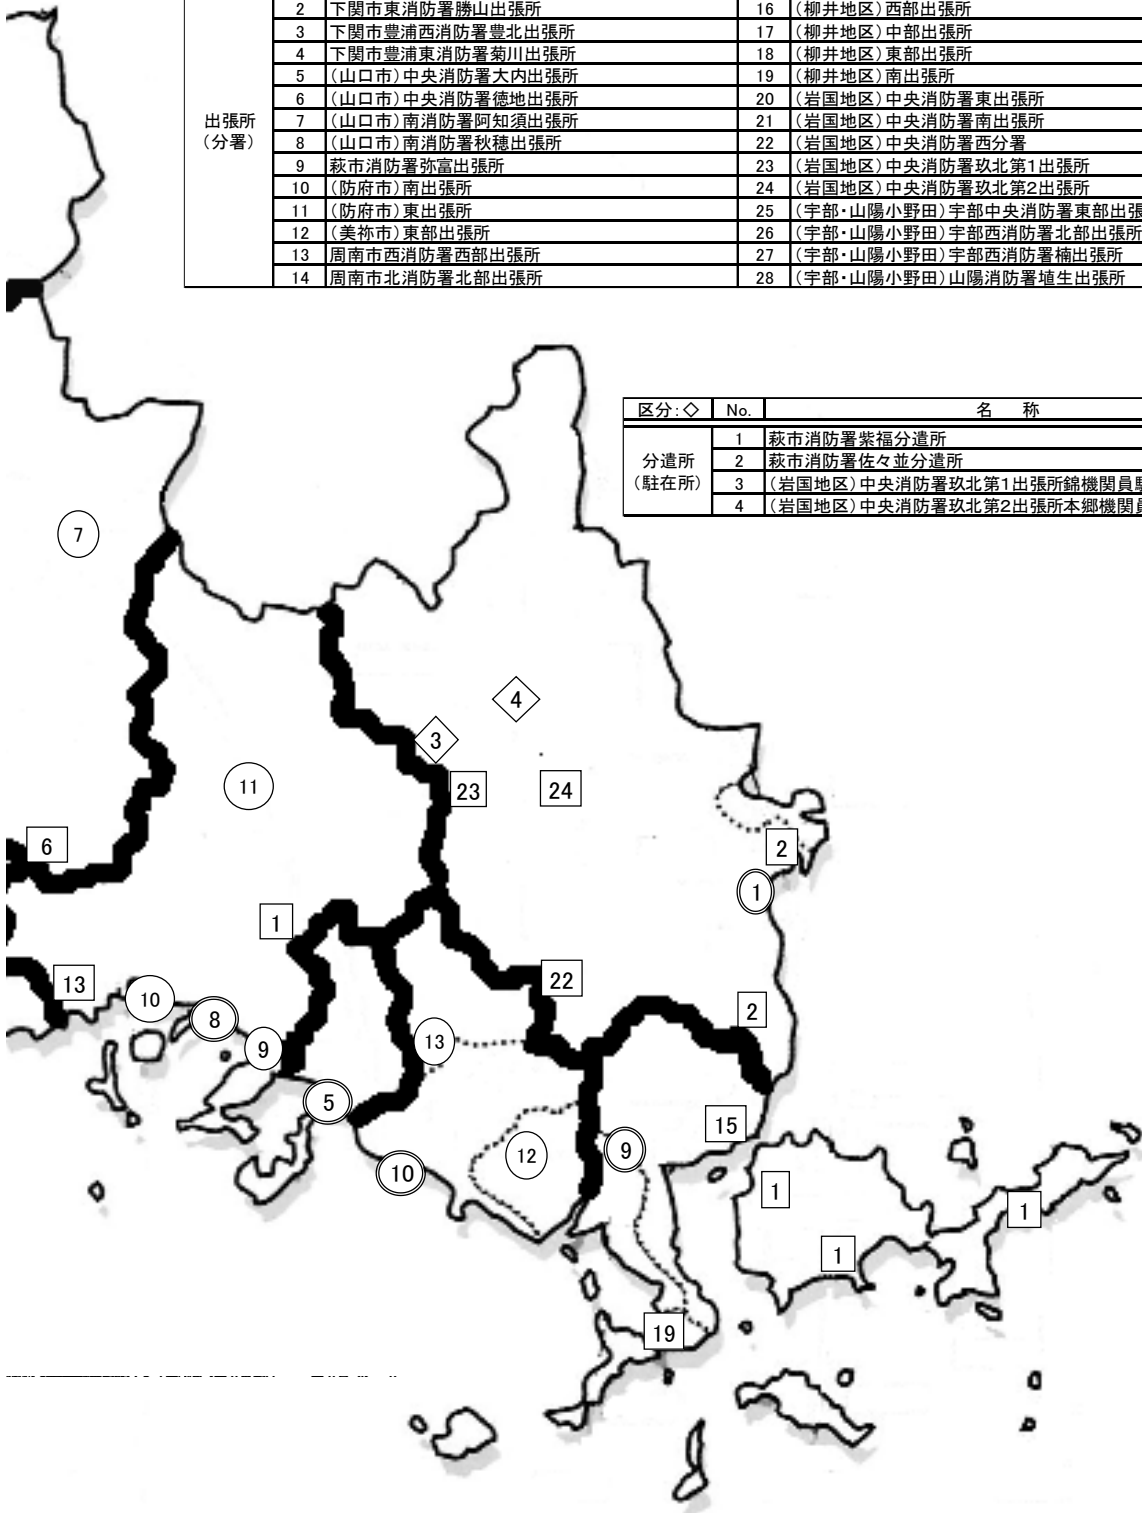 2 下関市東消防署勝山出張所 16 (柳井地区)西部出張所
3 下関市豊浦西消防署豊北出張所 17 (柳井地区)中部出張所
4 下関市豊浦東消防署菊川出張所 18 (柳井地区)東部出張所
5 (山口市)中央消防署大内出張所 19 (柳井地区)南出張所
6 (山口市)中央消防署徳地出張所 20 (岩国地区)中央消防署東出張所
出張所 7 (山口市)南消防署阿知須出張所 21 (岩国地区)中央消防署南出張所
(分署) 8 (山口市)南消防署秋穂出張所 22 (岩国地区)中央消防署西分署
9 萩市消防署弥富出張所 23 (岩国地区)中央消防署玖北第1出張所
10 (防府市)南出張所 24 (岩国地区)中央消防署玖北第2出張所
11 (防府市)東出張所 25 (宇部・山陽小野田)宇部中央消防署東部出張
12 (美祢市)東部出張所 26 (宇部・山陽小野田)宇部西消防署北部出張所
13 周南市西消防署西部出張所 27 (宇部・山陽小野田)宇部西消防署楠出張所
14 周南市北消防署北部出張所 28 (宇部・山陽小野田)山陽消防署埴生出張所
区分:◇ No. 名 称
1 萩市消防署紫福分遣所
分遣所 2 萩市消防署佐々並分遣所
(駐在所) 3 (岩国地区)中央消防署玖北第1出張所錦機関員
4 (岩国地区)中央消防署玖北第2出張所本郷機関員
7
4
3
11
23
24
6
2
1
1
13
22
10
8
2
13
9
5
15
9
12
10
1
1
1
19